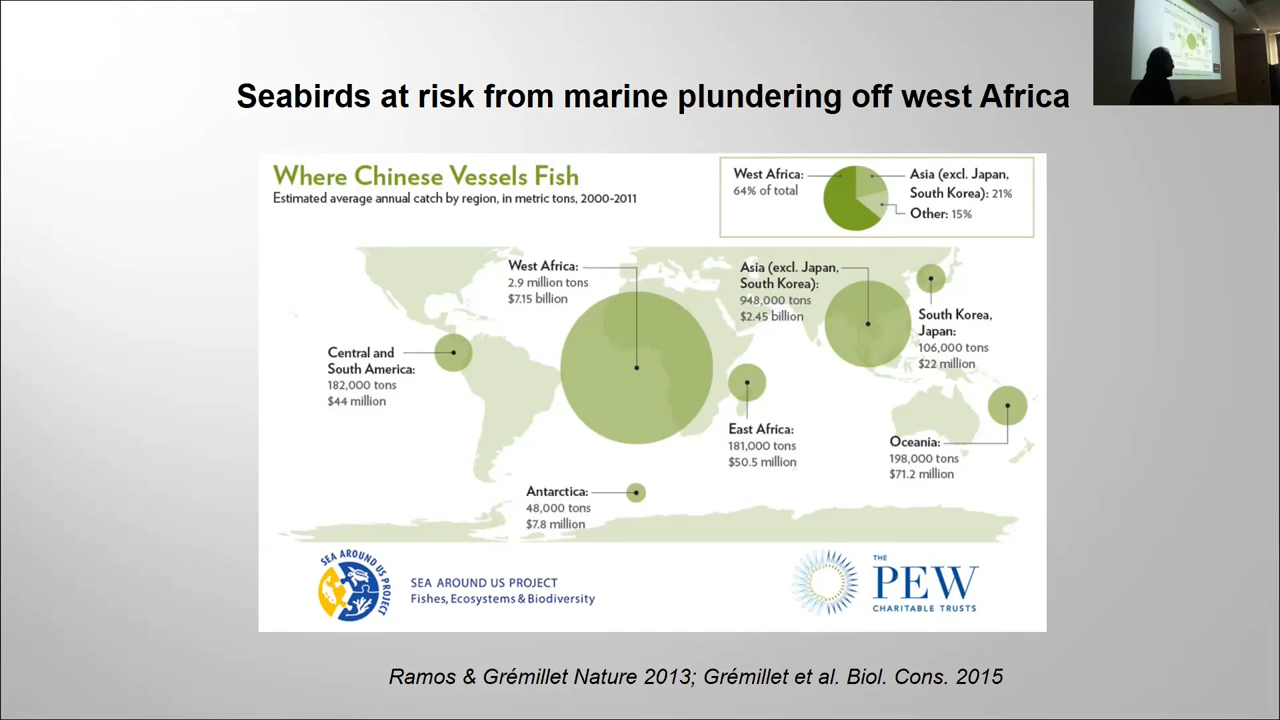 Seabirds at risk from marine plundering off west Africa
Where Chinese Vessels Fish
Estimated average annual catch by region, in metric tons, 2000-2011
West Africa:
64% of total
Asia (excl. Japan,
South Korea): 21%
Other: 15%
West Africa:
2.9 million tons
$7.15 billion
Asia (excl. Japan,
South Korea):
948,000 tons
$2.45 billion
South Korea,
Japan:
106,000 tons
$22 million
Central and
South America:
182,000 tons
$44 million
East Africa:
181,000 tons
$50.5 million
Oceania:
198,000 tons
$71.2 million
Antarctica:
48,000 tons
$7.8 million
SEA AROUND US PROJECT
SEA AROUND US PROJECT
Fishes, Ecosystems & Biodiversity
THE
PEW
CHARITABLE TRUSTS
Ramos & Grémillet Nature 2013; Grémillet et al. Biol. Cons. 2015